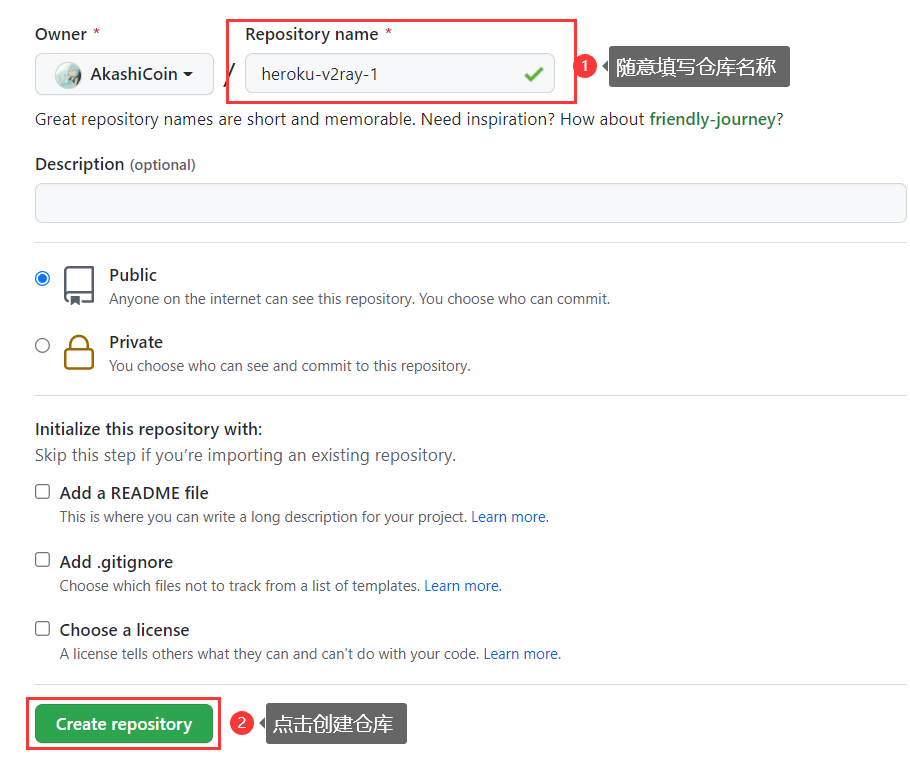 Owner *
Repository name *
AkashiCoin
/
heroku-v2ray-1
1
随意填写仓库名称
Great repository names are short and memorable. Need inspiration? How about friendly-journey?
Description (optional)
Public
Anyone on the internet can see this repository. You choose who can commit.
Private
You choose who can see and commit to this repository.
Initialize this repository with:
Skip this step if you’re importing an existing repository.
Add a README file
This is where you can write a long description for your project. Learn more.
Add .gitignore
Choose which files not to track from a list of templates. Learn more.
Choose a license
A license tells others what they can and can't do with your code. Learn more.
Create repository
2
点击创建仓库